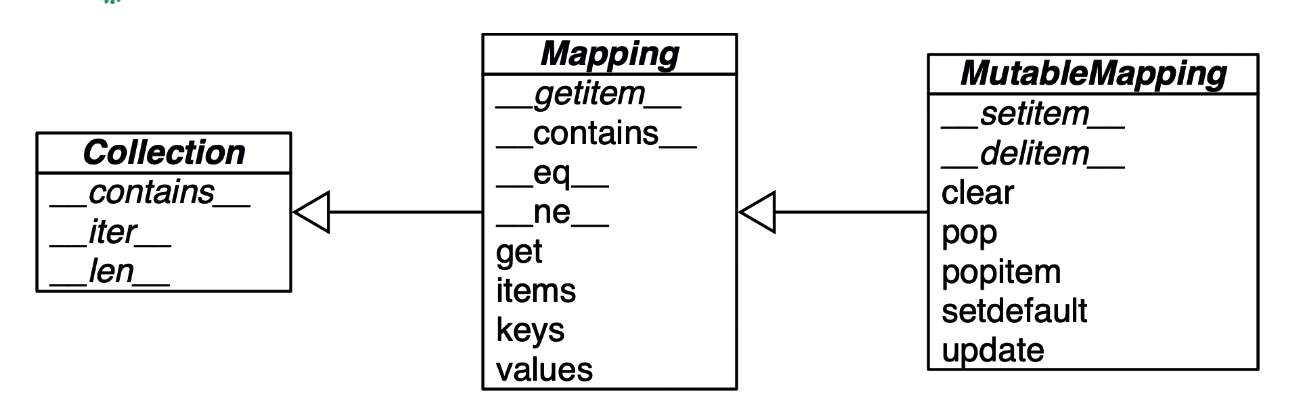 Collection
__contains__
__iter__
__len__
Mapping
__getitem__
__contains__
__eq__
__ne__
get
items
keys
values
MutableMapping
__setitem__
__delitem__
clear
pop
popitem
setdefault
update